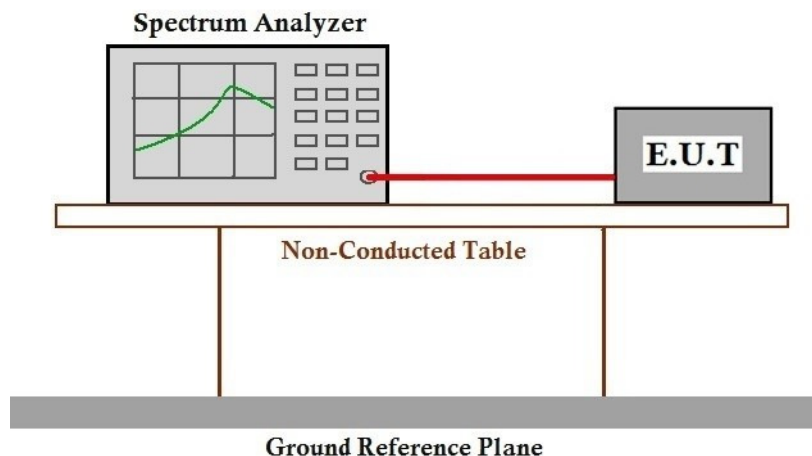 Spectrum Analyzer
E.U.T
Non-Conducted Table
Ground Reference Plane